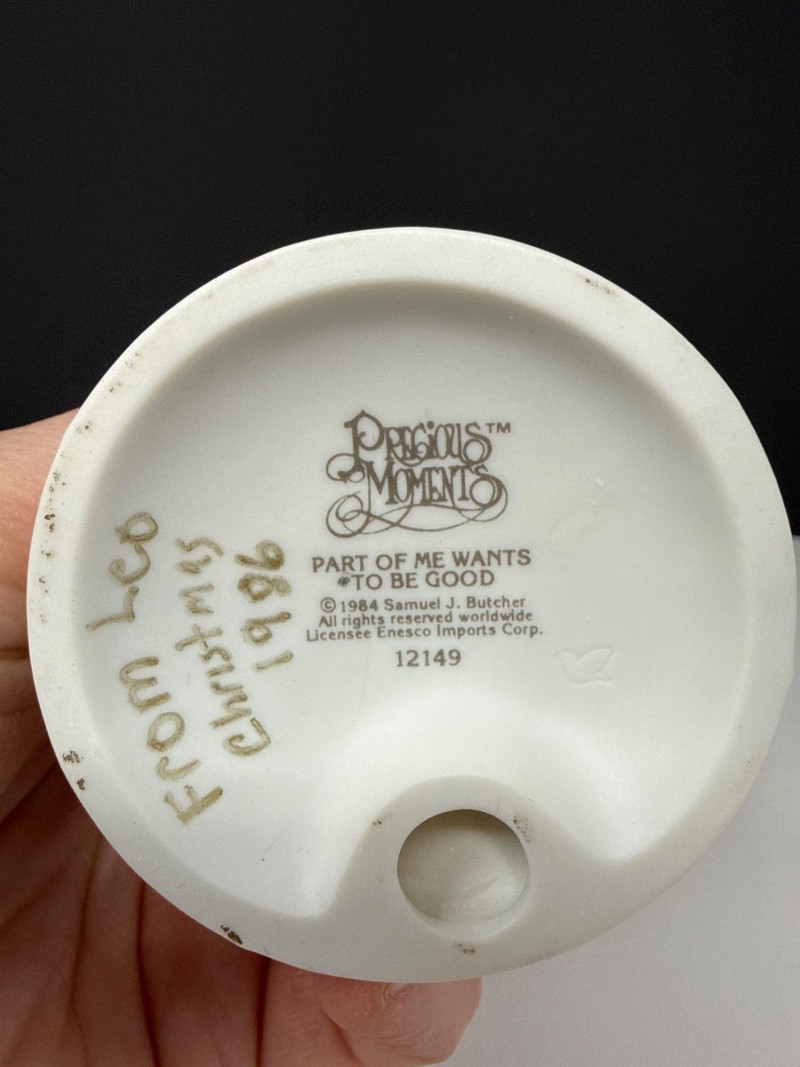 PRECIOUS™
MOMENTS
PART OF ME WANTS
TO BE GOOD
© 1984 Samuel J. Butcher
All rights reserved worldwide
Licensee Enesco Imports Corp.
12149
From Leo
Christmas
1986